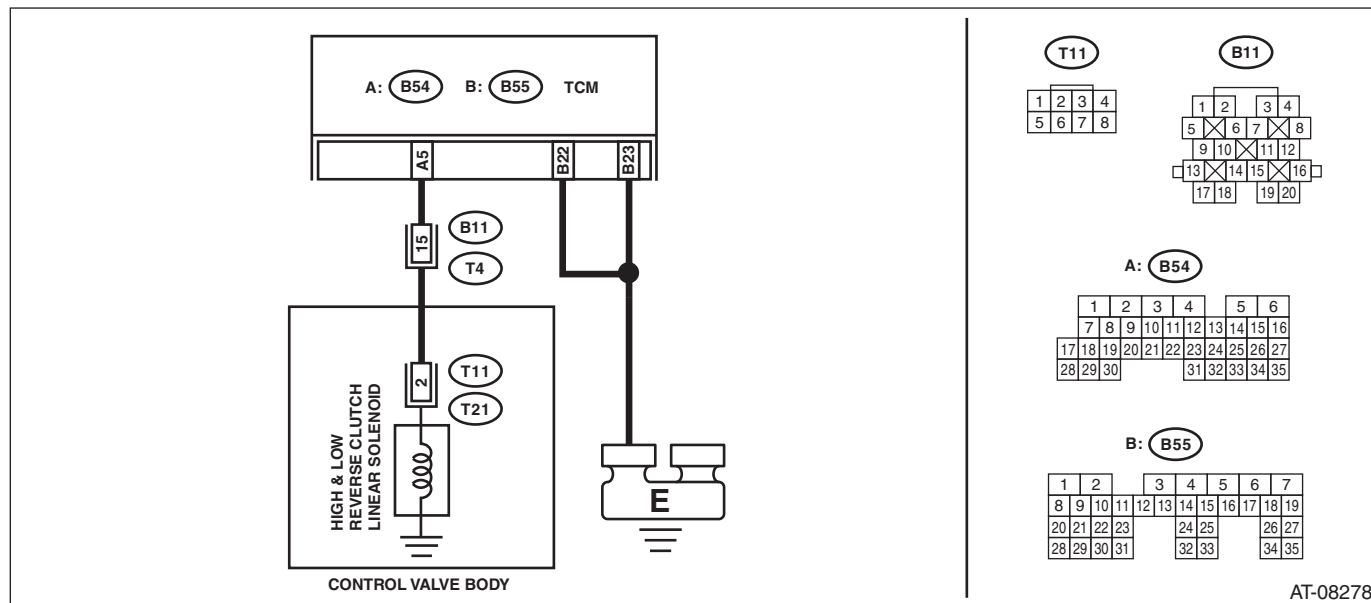 A: B54 B: B55 TCM
A5 B22 B23
15
B11
T4
2
T11
T21
HIGH & LOW
REVERSE CLUTCH
LINEAR SOLENOID
E
CONTROL VALVE BODY
T11
1 2 3 4
5 6 7 8
B11
1 2 3 4
5 6 7 8
9 10 11 12
13 14 15 16
17 18 19 20
A: B54
1 2 3 4 5 6
7 8 9 10 11 12 13 14 15 16
17 18 19 20 21 22 23 24 25 26 27
28 29 30 31 32 33 34 35
B: B55
1 2 3 4 5 6 7
8 9 10 11 12 13 14 15 16 17 18 19
20 21 22 23 24 25 26 27
28 29 30 31 32 33 34 35
AT-08278